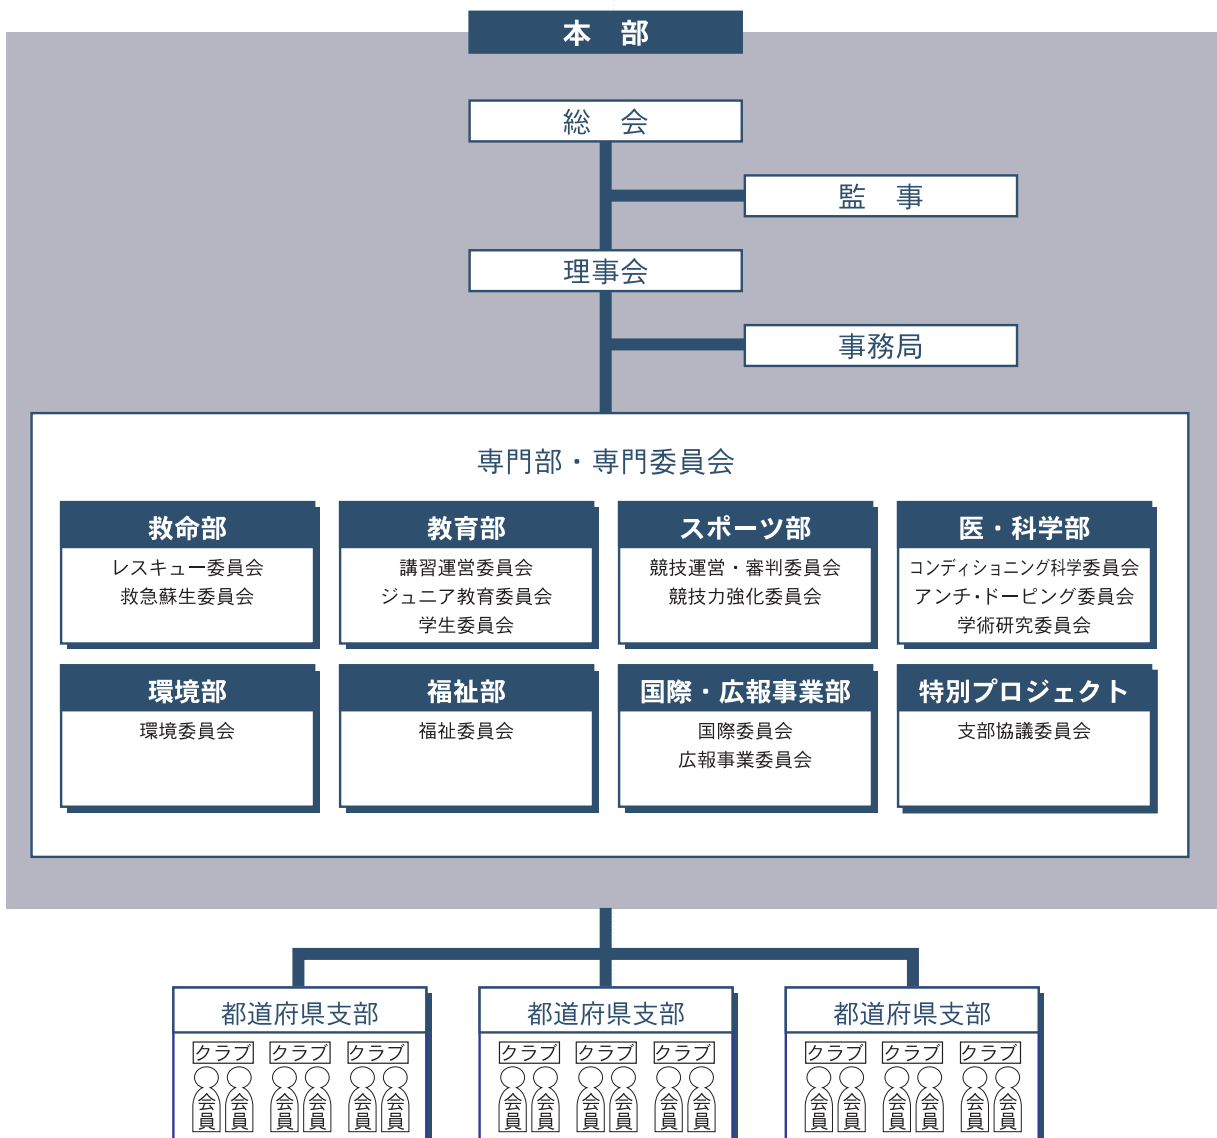 本　部
総　会
監　事
理事会
事務局
専門部・専門委員会
救命部
レスキュー委員会
救急蘇生委員会
教育部
講習運営委員会
ジュニア教育委員会
学生委員会
スポーツ部
競技運営・審判委員会
競技力強化委員会
医・科学部
コンディショニング科学委員会
アンチ・ドーピング委員会
学術研究委員会
環境部
環境委員会
福祉部
福祉委員会
国際・広報事業部
国際委員会
広報事業委員会
特別プロジェクト
支部協議委員会
都道府県支部
クラブ クラブ クラブ
会員 会員 会員 会員 会員 会員
都道府県支部
クラブ クラブ クラブ
会員 会員 会員 会員 会員 会員
都道府県支部
クラブ クラブ クラブ
会員 会員 会員 会員 会員 会員